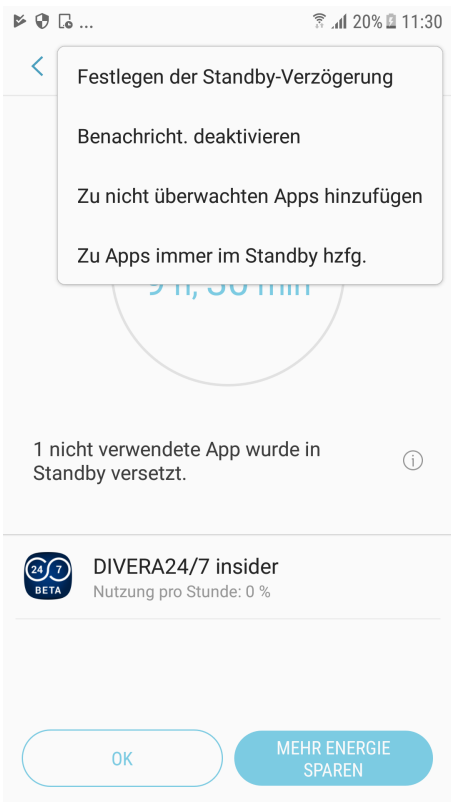 ... 20% 11:30
Festlegen der Standby-Verzögerung
Benachricht. deaktivieren
Zu nicht überwachten Apps hinzufügen
Zu Apps immer im Standby hzfg.
1 nicht verwendete App wurde in
Standby versetzt.
24 7
BETA
DIVERA24/7 insider
Nutzung pro Stunde: 0 %
OK
MEHR ENERGIE
SPAREN